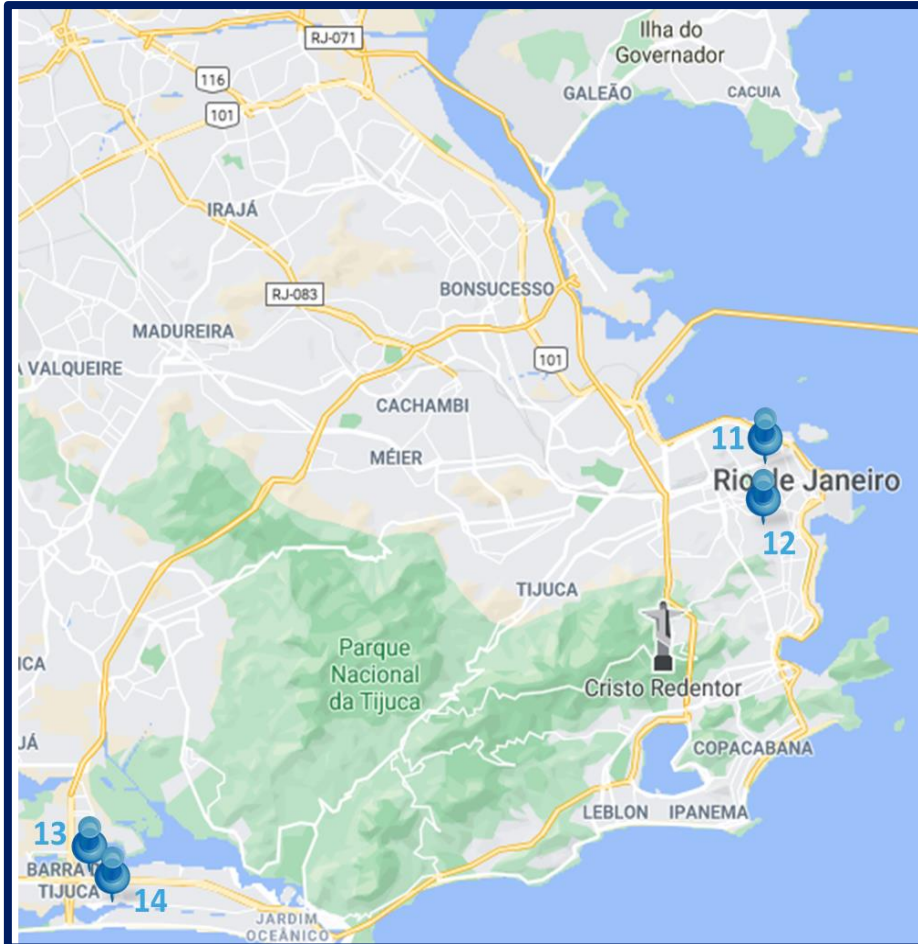 RJ-071
Ilha do
Governador
116
GALEÃO
CACUIA
101
IRAJÁ
RJ-083
BONSUCESSO
MADUREIRA
VALQUEIRE
101
CACHAMBI
11
MÉIER
Rio de Janeiro
12
TIJUCA
Parque
Nacional
da Tijuca
Cristo Redentor
COPACABANA
LEBLON
IPANEMA
13
BARRA
TIJUCA
14
JARDIM
OCEÂNICO